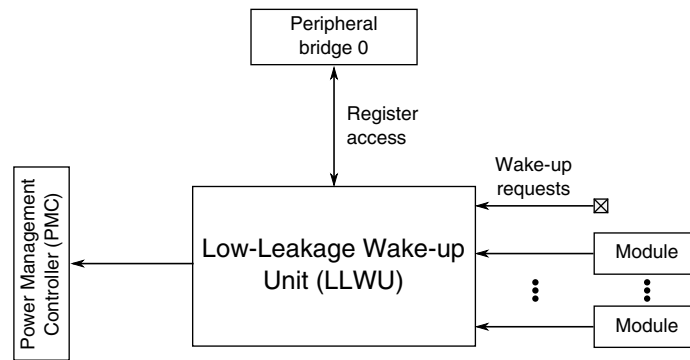 Peripheral
bridge 0
Register
access
Wake-up
requests
Power Management
Controller (PMC)
Low-Leakage Wake-up
Unit (LLWU)
Module
Module